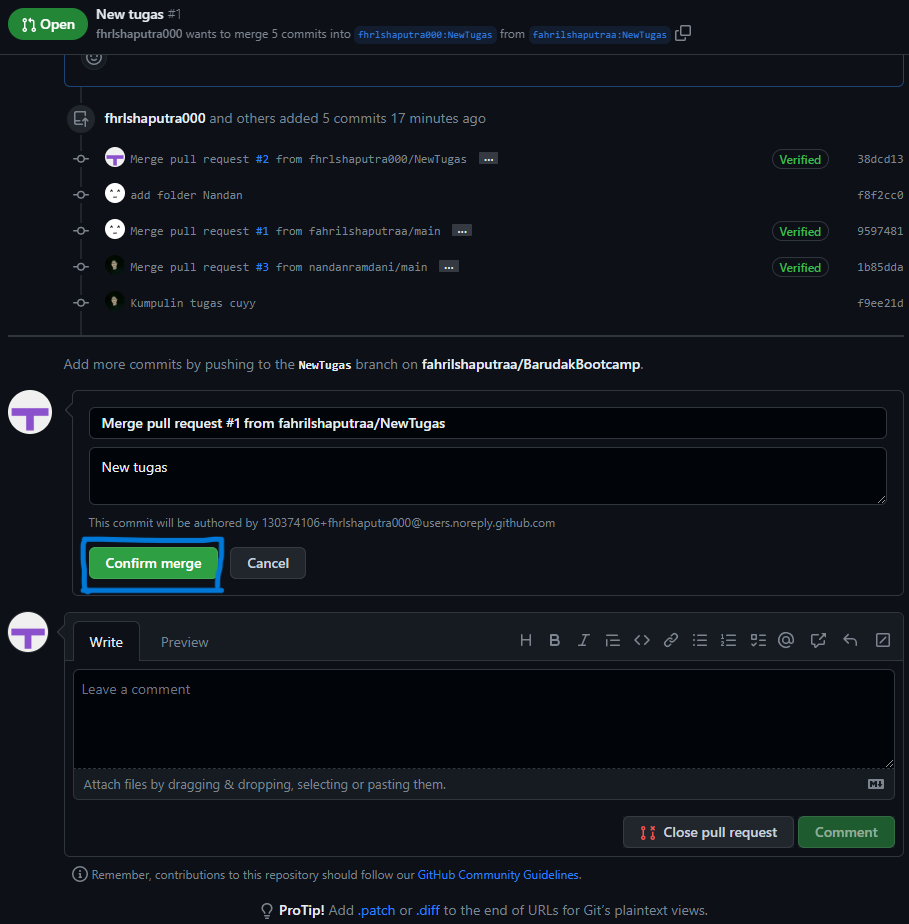 Open
New tugas #1
fhrlshaputra000 wants to merge 5 commits into fhrlshaputra000:NewTugas from fahrilshaputraa:NewTugas
fhrlshaputra000 and others added 5 commits 17 minutes ago
Merge pull request #2 from fhrlshaputra000/NewTugas ... Verified 38dcd13
add folder Nandan f8f2cc0
Merge pull request #1 from fahrilshaputraa/main ... Verified 9597481
Merge pull request #3 from nandanramdani/main ... Verified 1b85dda
Kumpulin tugas cuyy f9ee21d
Add more commits by pushing to the NewTugas branch on fahrilshaputraa/BarudakBootcamp.
Merge pull request #1 from fahrilshaputraa/NewTugas
New tugas
This commit will be authored by 130374106+fhrlshaputra000@users.noreply.github.com
Confirm merge Cancel
Write Preview
Leave a comment
Attach files by dragging & dropping, selecting or pasting them.
Close pull request Comment
Remember, contributions to this repository should follow our GitHub Community Guidelines.
ProTip! Add .patch or .diff to the end of URLs for Git's plaintext views.